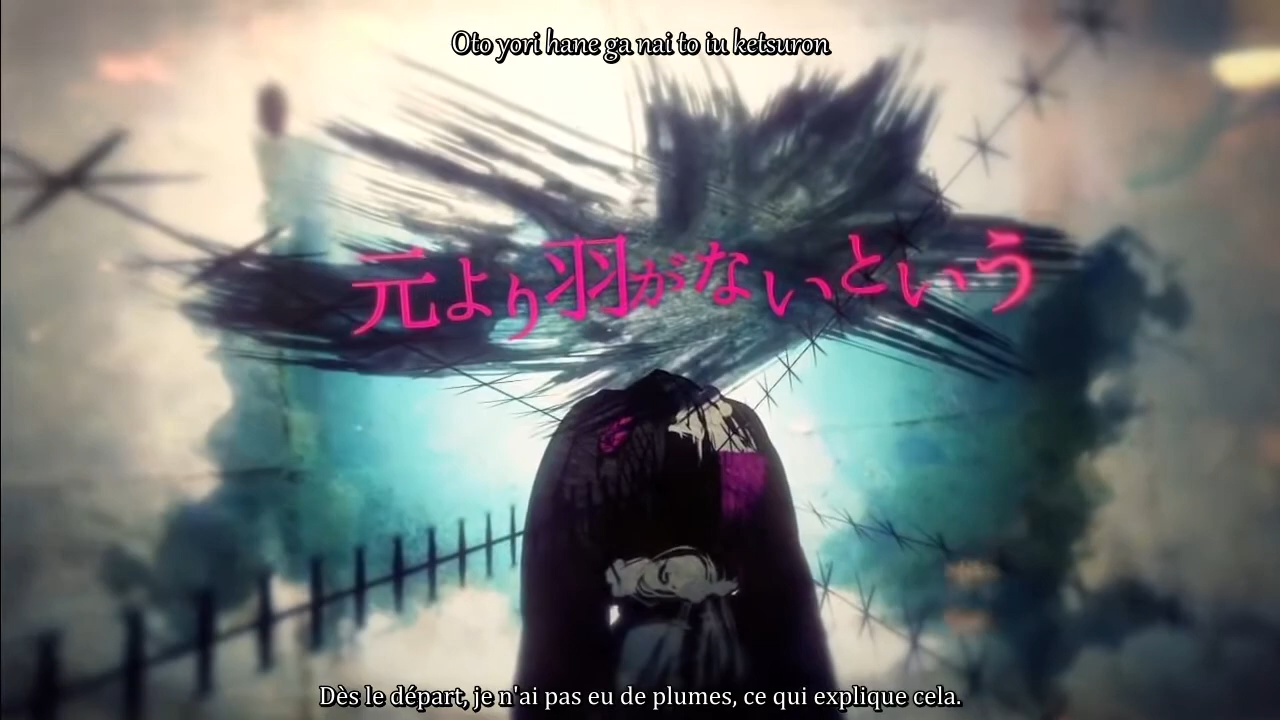 Oto yori hane ga nai to iu ketsuron
元より羽がないという
Dès le départ, je n'ai pas eu de plumes, ce qui explique cela.